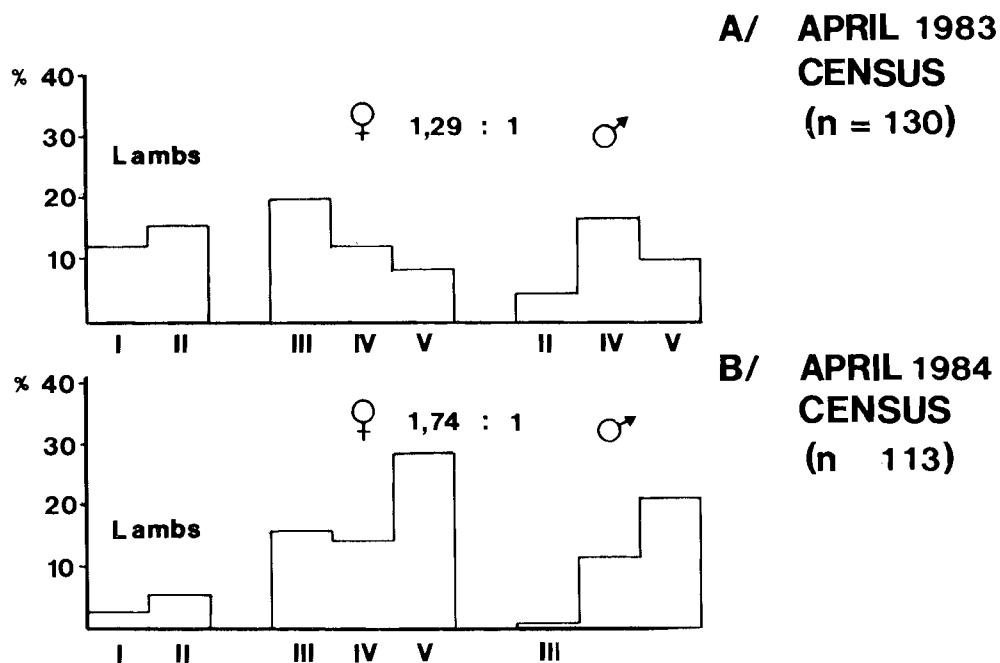 A/ APRIL 1983
CENSUS
(n = 130)
% 40
30
20
10
Lambs
♀ 1,29 : 1 ♂
I II III IV V II IV V
B/ APRIL 1984
CENSUS
(n 113)
% 40
30
20
10
Lambs
♀ 1,74 : 1 ♂
I II III IV V III